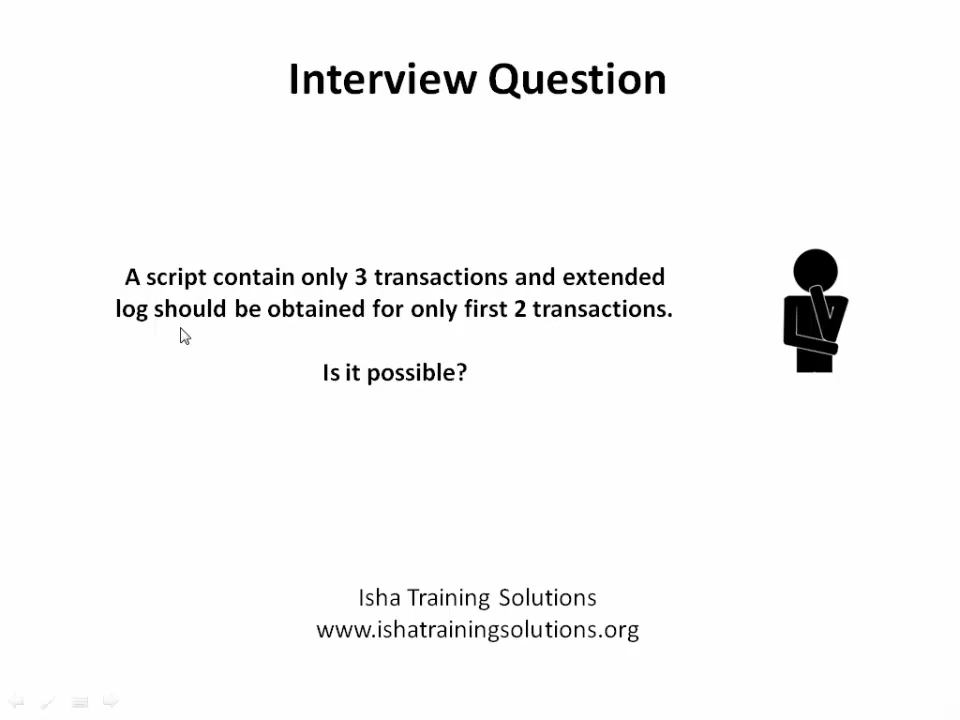 Interview Question
A script contain only 3 transactions and extended
log should be obtained for only first 2 transactions.
Is it possible?
Isha Training Solutions
www.ishatrainingsolutions.org